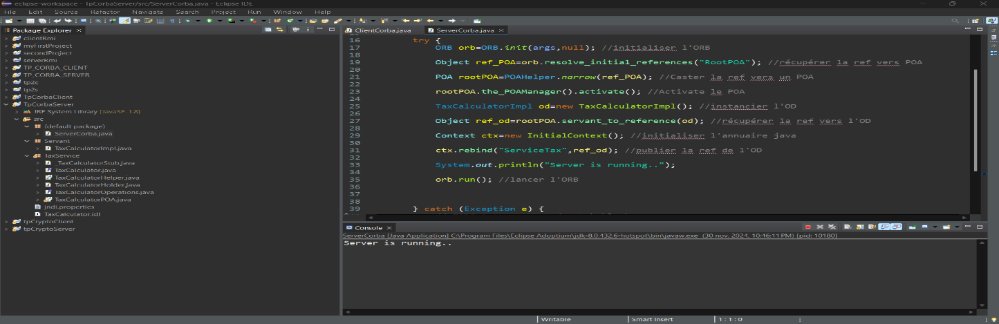 eclipse-workspace - TpCorbaServer/src/ServerCorba.java - Eclipse IDE
File Edit Source Refactor Navigate Search Project Run Window Help
Package Explorer
clientRmi
myFirstProject
secondProject
serverRmi
TP_CORBA_CLIENT
TP_CORBA_SERVER
tp2c
tp2s
TpCorbaClient
TpCorbaServer
JRE System Library [JavaSE-1.8]
src
(default package)
ServerCorba.java
Servant
TaxCalculatorImpl.java
TaxService
_TaxCalculatorStub.java
TaxCalculator.java
TaxCalculatorHelper.java
TaxCalculatorHolder.java
TaxCalculatorOperations.java
TaxCalculatorPOA.java
jndi.properties
TaxCalculator.idl
tpCryptoClient
tpCryptoServer
ClientCorba.java ServerCorba.java
16 try {
17 ORB orb=ORB.init(args,null); //initialiser l'ORB
18
19 Object ref_POA=orb.resolve_initial_references("RootPOA"); //récupérer la ref vers POA
20
21 POA rootPOA=POAHelper.narrow(ref_POA); //Caster la ref vers un POA
22
23 rootPOA.the_POAManager().activate(); //Activate le POA
24
25 TaxCalculatorImpl od=new TaxCalculatorImpl(); //instancier l'OD
26
27 Object ref_od=rootPOA.servant_to_reference(od); //récupérer la ref vers l'OD
28
29 Context ctx=new InitialContext(); //initialiser l'annuaire java
30
31 ctx.rebind("ServiceTax",ref_od); //publier la ref de l'OD
32
33 System.out.println("Server is running..");
34
35 orb.run(); //lancer l'ORB
36
37
38
39 } catch (Exception e) {
Console
ServerCorba [Java Application] C:\Program Files\Eclipse Adoptium\jdk-8.0.432.6-hotspot\bin\javaw.exe (30 nov. 2024, 10:46:11 PM) [pid: 10180]
Server is running..
Writable Smart Insert 1 : 1 : 0